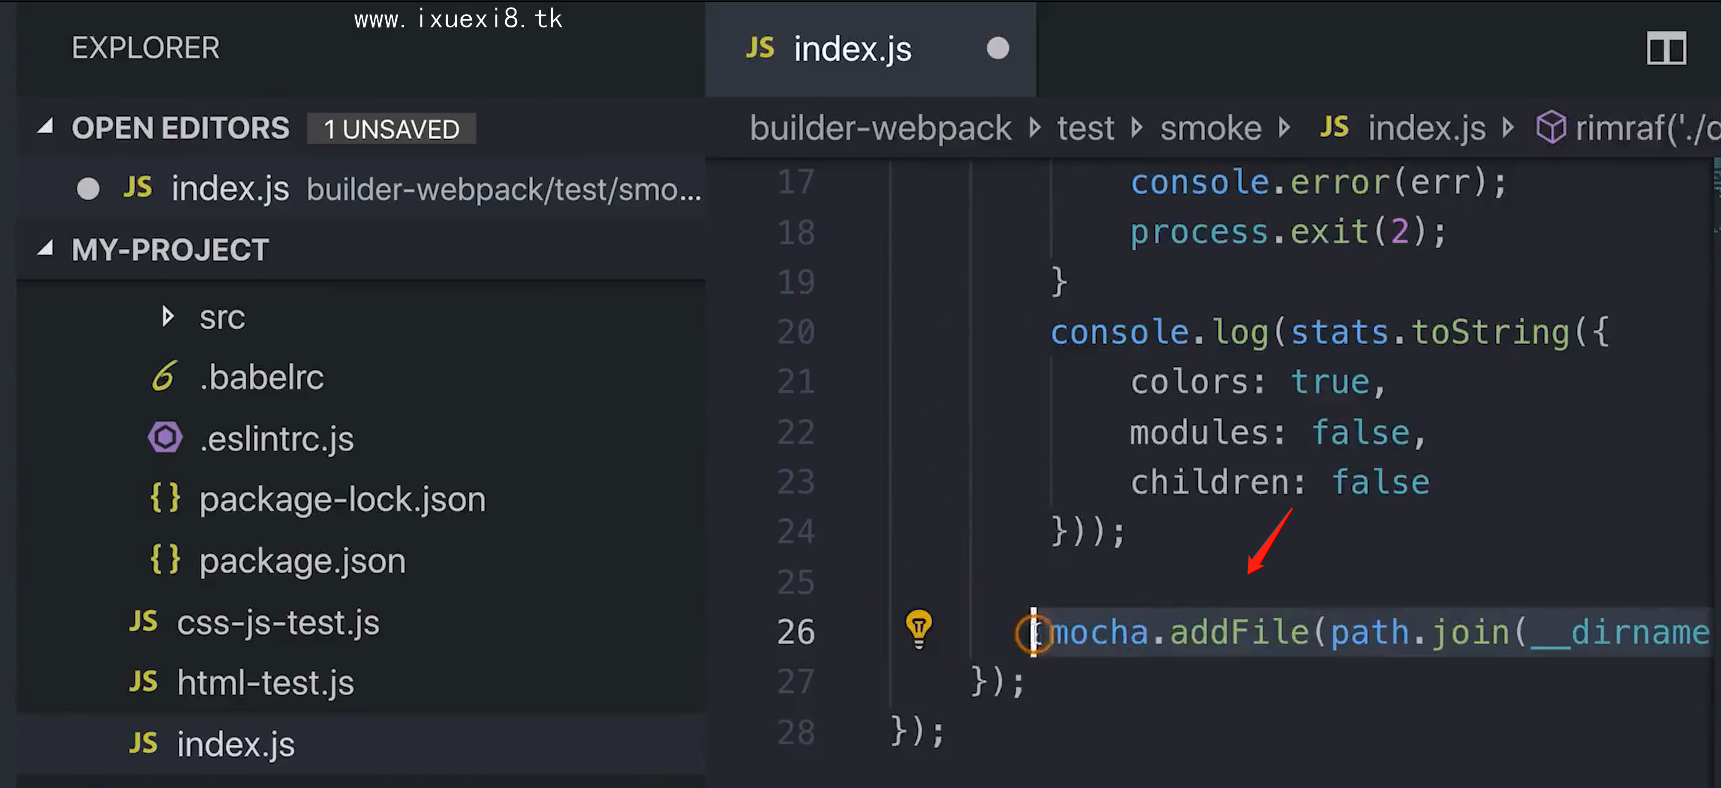 www.ixuexi8.tk
EXPLORER
OPEN EDITORS 1 UNSAVED
JS index.js builder-webpack/test/smo...
MY-PROJECT
src
.babelrc
.eslintrc.js
{} package-lock.json
{} package.json
JS css-js-test.js
JS html-test.js
JS index.js
JS index.js
builder-webpack test smoke JS index.js rimraf('./
17 console.error(err);
18 process.exit(2);
19 }
20 console.log(stats.toString({
21 colors: true,
22 modules: false,
23 children: false
24 }));
25
26 mocha.addFile(path.join(__dirname
27 });
28 });